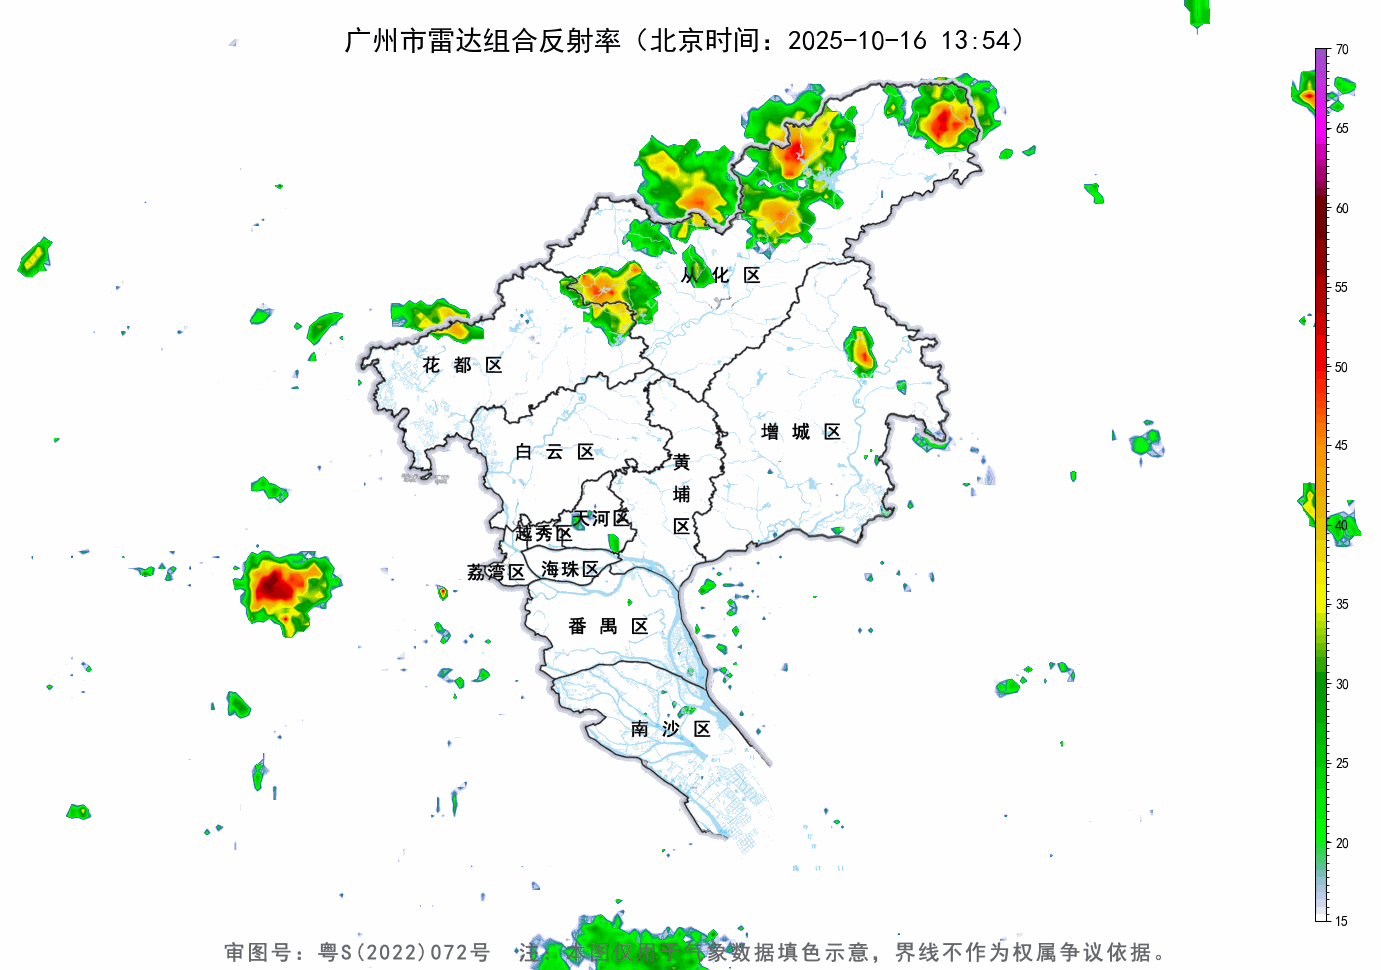 广州市雷达组合反射率（北京时间：2025-10-16 13:54）
70
65
60
55
50
45
40
35
30
25
20
15
从化区
花都区
增城区
白云区
黄埔区
天河区
越秀区
荔湾区
海珠区
番禺区
南沙区
审图号：粤S(2022)072号 注：本图仅用于气象数据填色示意，界线不作为权属争议依据。